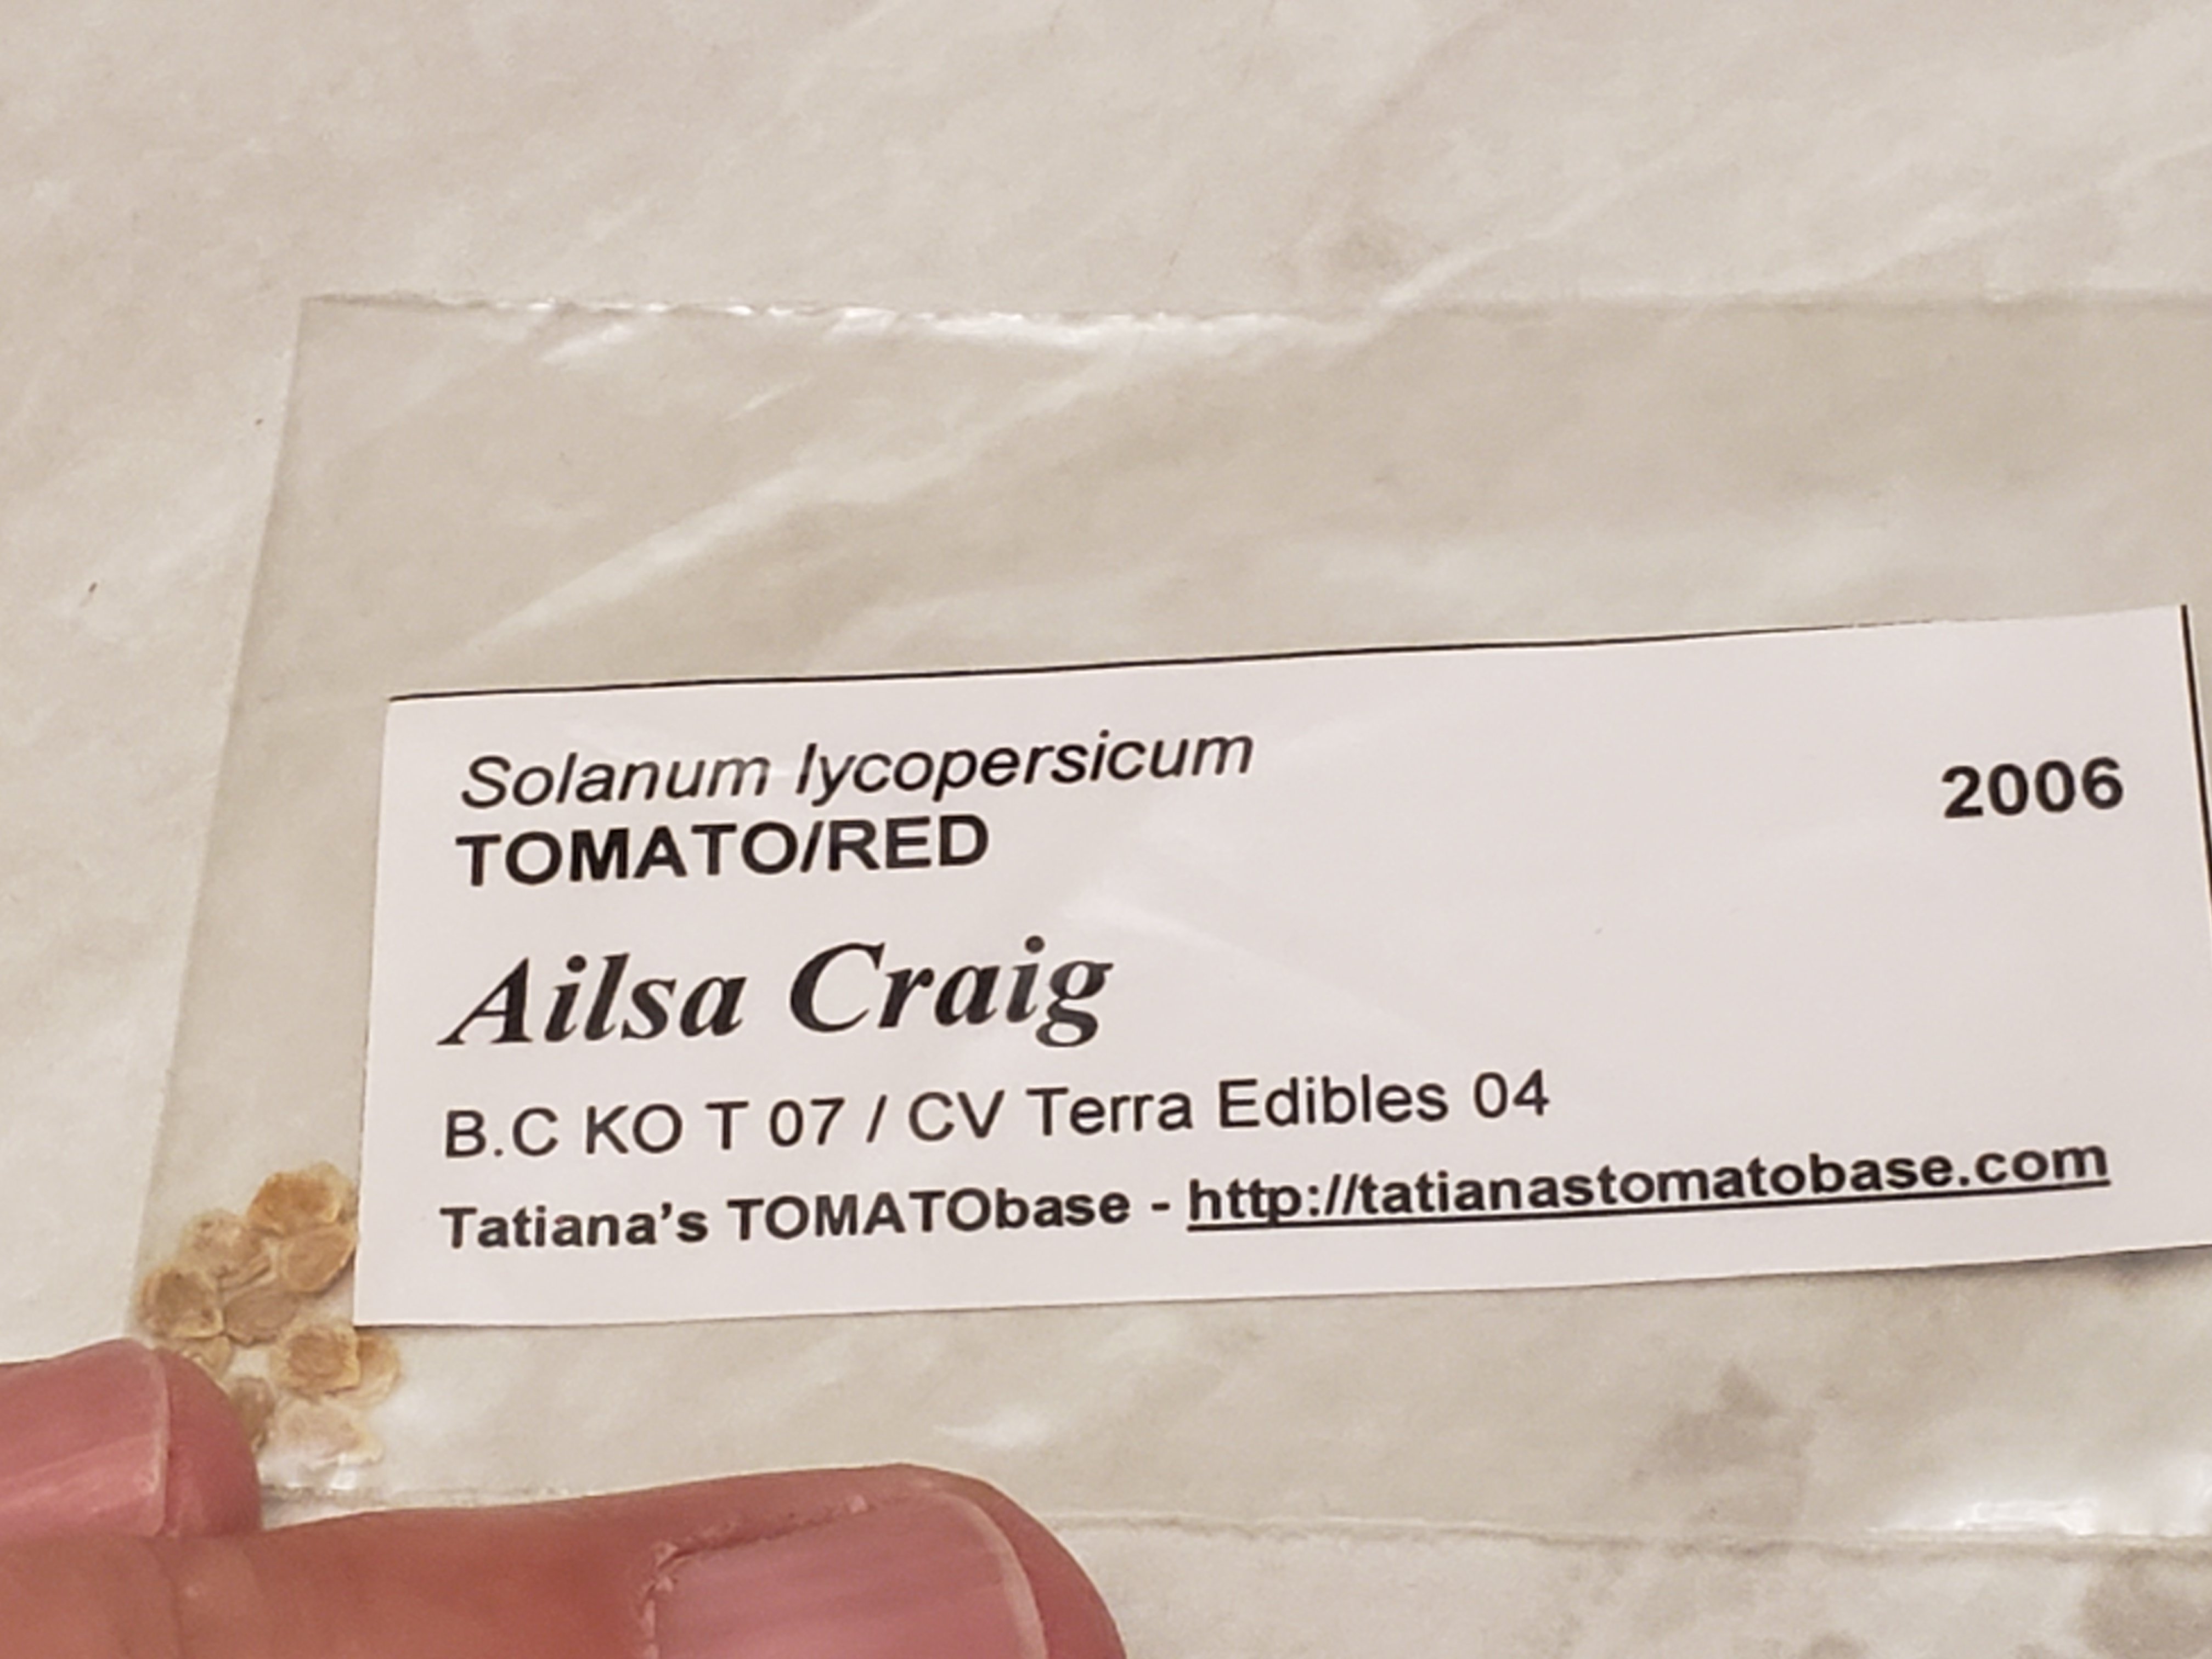 Solanum lycopersicum
2006
TOMATO/RED
Ailsa Craig
B.C KO T 07 / CV Terra Edibles 04
Tatiana's TOMATObase - http://tatianastomatobase.com